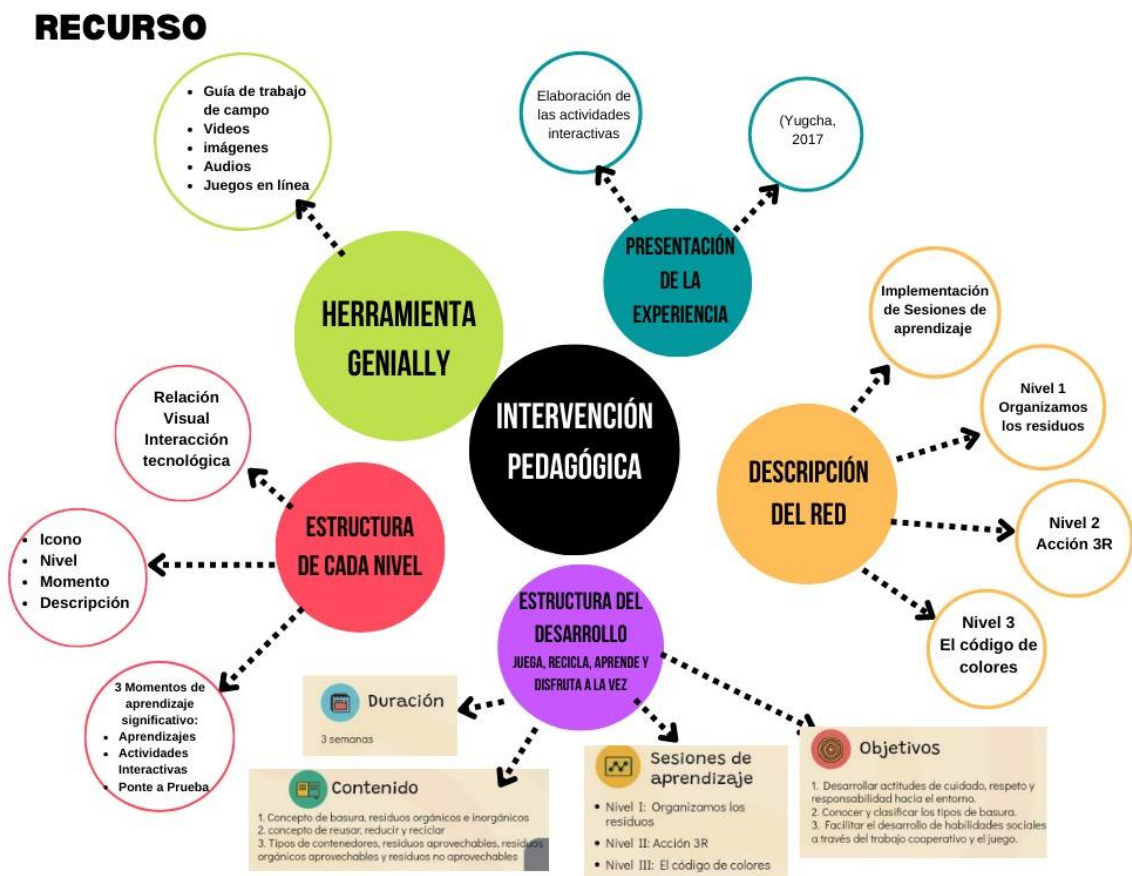 RECURSO
• Guía de trabajo
de campo
• Videos
• imágenes
• Audios
• Juegos en línea
Elaboración de
las actividades
interactivas
(Yugcha,
2017
HERRAMIENTA
GENIALLY
PRESENTACIÓN
DE LA
EXPERIENCIA
Implementación
de Sesiones de
aprendizaje
Nivel 1
Organizamos
los residuos
Nivel 2
Acción 3R
Nivel 3
El código de
colores
INTERVENCIÓN
PEDAGÓGICA
DESCRIPCIÓN
DEL RED
Relación
Visual
Interacción
tecnológica
• Icono
• Nivel
• Momento
• Descripción
3 Momentos de
aprendizaje
significativo:
• Aprendizajes
• Actividades
Interactivas
• Ponte a Prueba
ESTRUCTURA
DE CADA NIVEL
ESTRUCTURA DEL
DESARROLLO
JUEGA, RECICLA, APRENDE Y
DISFRUTA A LA VEZ
Duración
3 semanas
Contenido
1. Concepto de basura, residuos orgánicos e inorgánicos
2. concepto de reusar, reducir y reciclar
3. Tipos de contenedores, residuos aprovechables, residuos
orgánicos aprovechables y residuos no aprovechables
Sesiones de
aprendizaje
• Nivel I: Organizamos los
residuos
• Nivel II: Acción 3R
• Nivel III: El código de colores
Objetivos
1. Desarrollar actitudes de cuidado, respeto y
responsabilidad hacia el entorno.
2. Conocer y clasificar los tipos de basura.
3. Facilitar el desarrollo de habilidades sociales
a través del trabajo cooperativo y el juego.